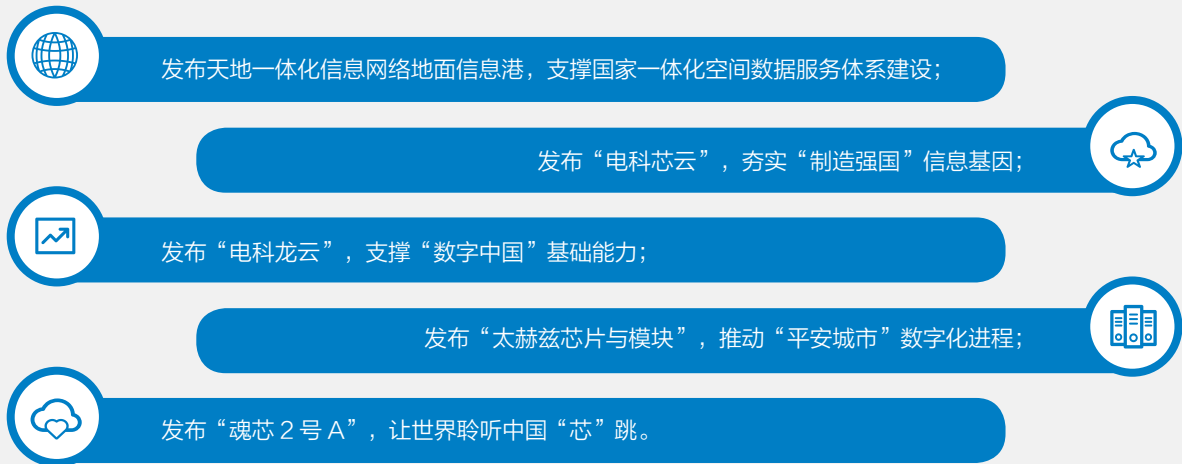 发布天地一体化信息网络地面信息港，支撑国家一体化空间数据服务体系建设；
发布“电科芯云”，夯实“制造强国”信息基因；
发布“电科龙云”，支撑“数字中国”基础能力；
发布“太赫兹芯片与模块”，推动“平安城市”数字化进程；
发布“魂芯 2 号 A”，让世界聆听中国“芯”跳。